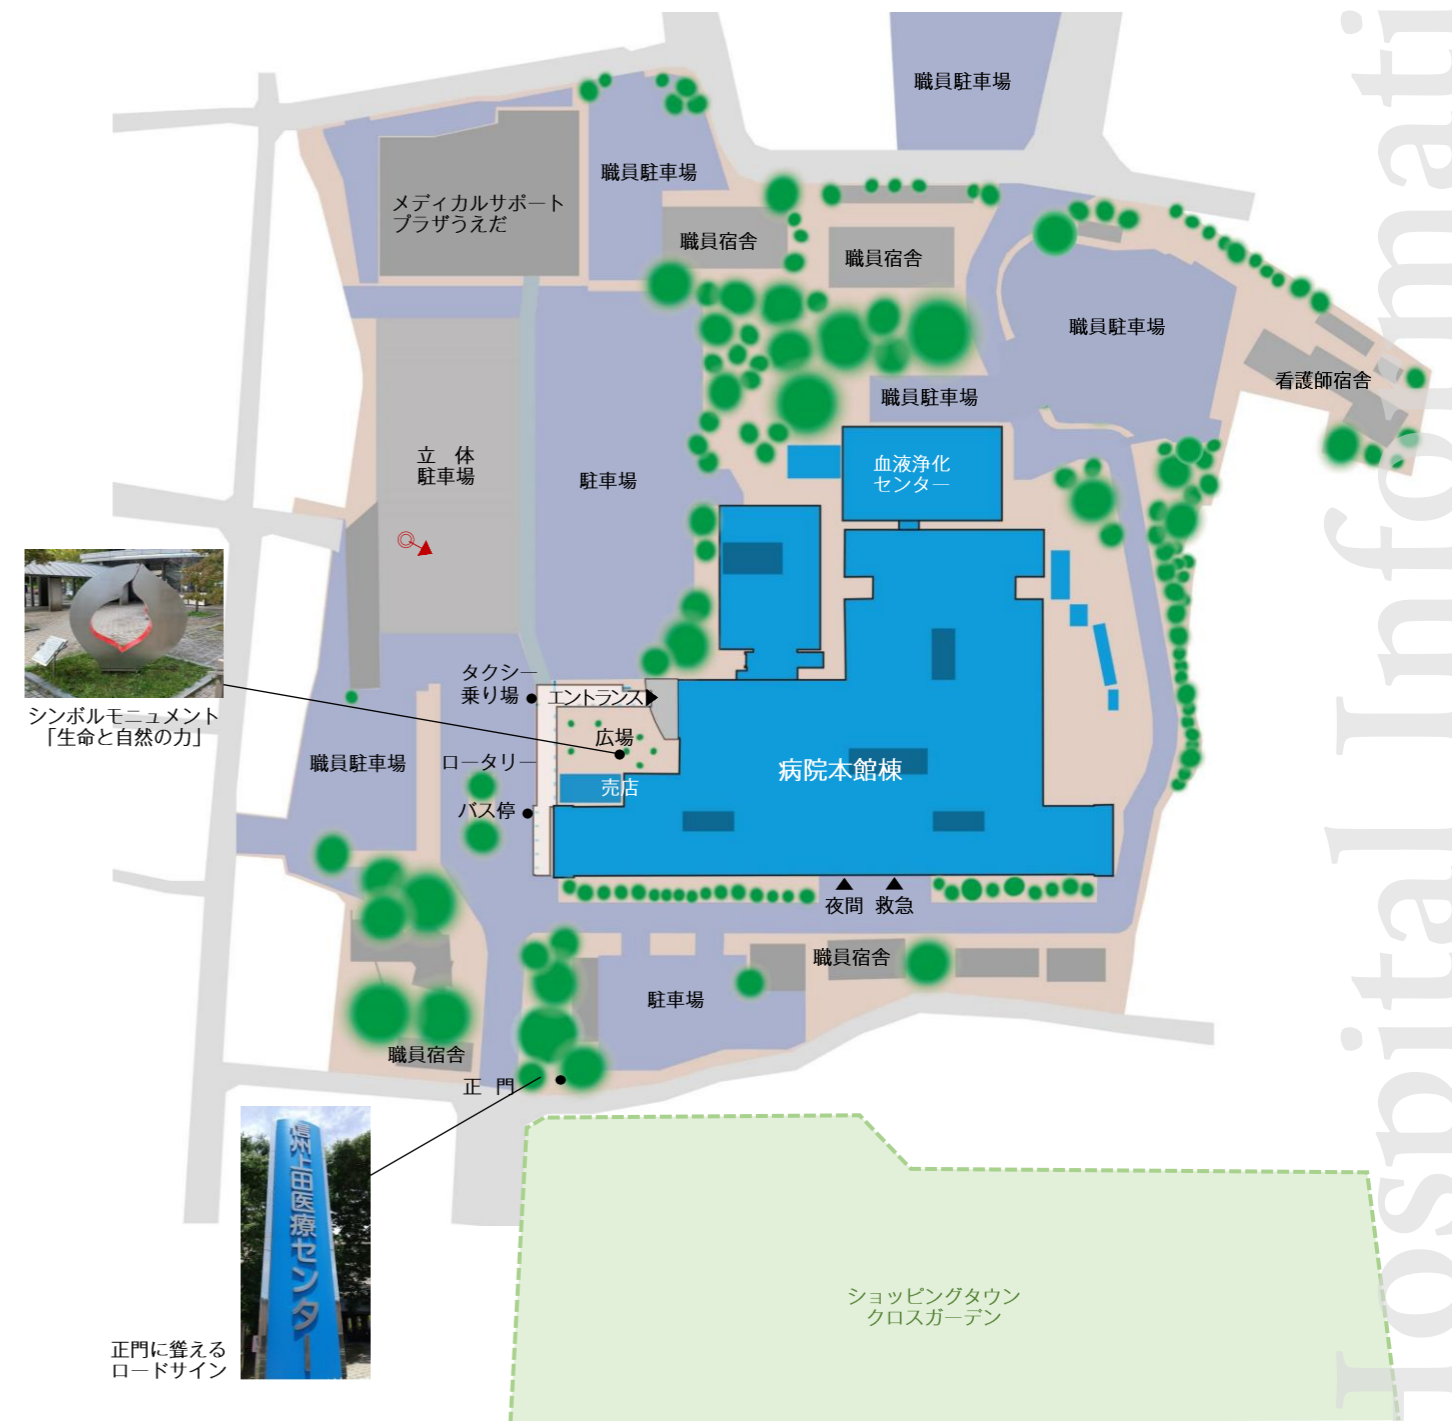 職員駐車場
職員駐車場
メディカルサポート
プラザうえだ
職員宿舎
職員宿舎
職員駐車場
職員駐車場
看護師宿舎
立 体
駐車場
駐車場
血液浄化
センター
シンボルモニュメント
「生命と自然の力」
タクシー
乗り場
エントランス
広場
ロータリー
職員駐車場
売店
バス停
病院本館棟
夜間
救急
職員宿舎
駐車場
職員宿舎
正 門
信州上田医療センター
正門に聳える
ロードサイン
ショッピングタウン
クロスガーデン
Hospital Informati